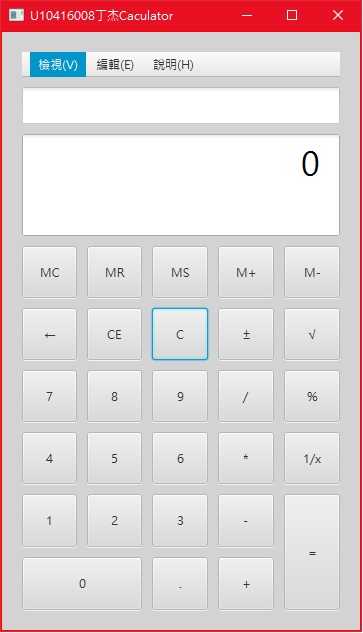 U10416008丁杰Caculator
檢視(V) 編輯(E) 說明(H)
0
MC MR MS M+ M-
← CE C ± √
7 8 9 / %
4 5 6 * 1/x
1 2 3 - =
0 . +